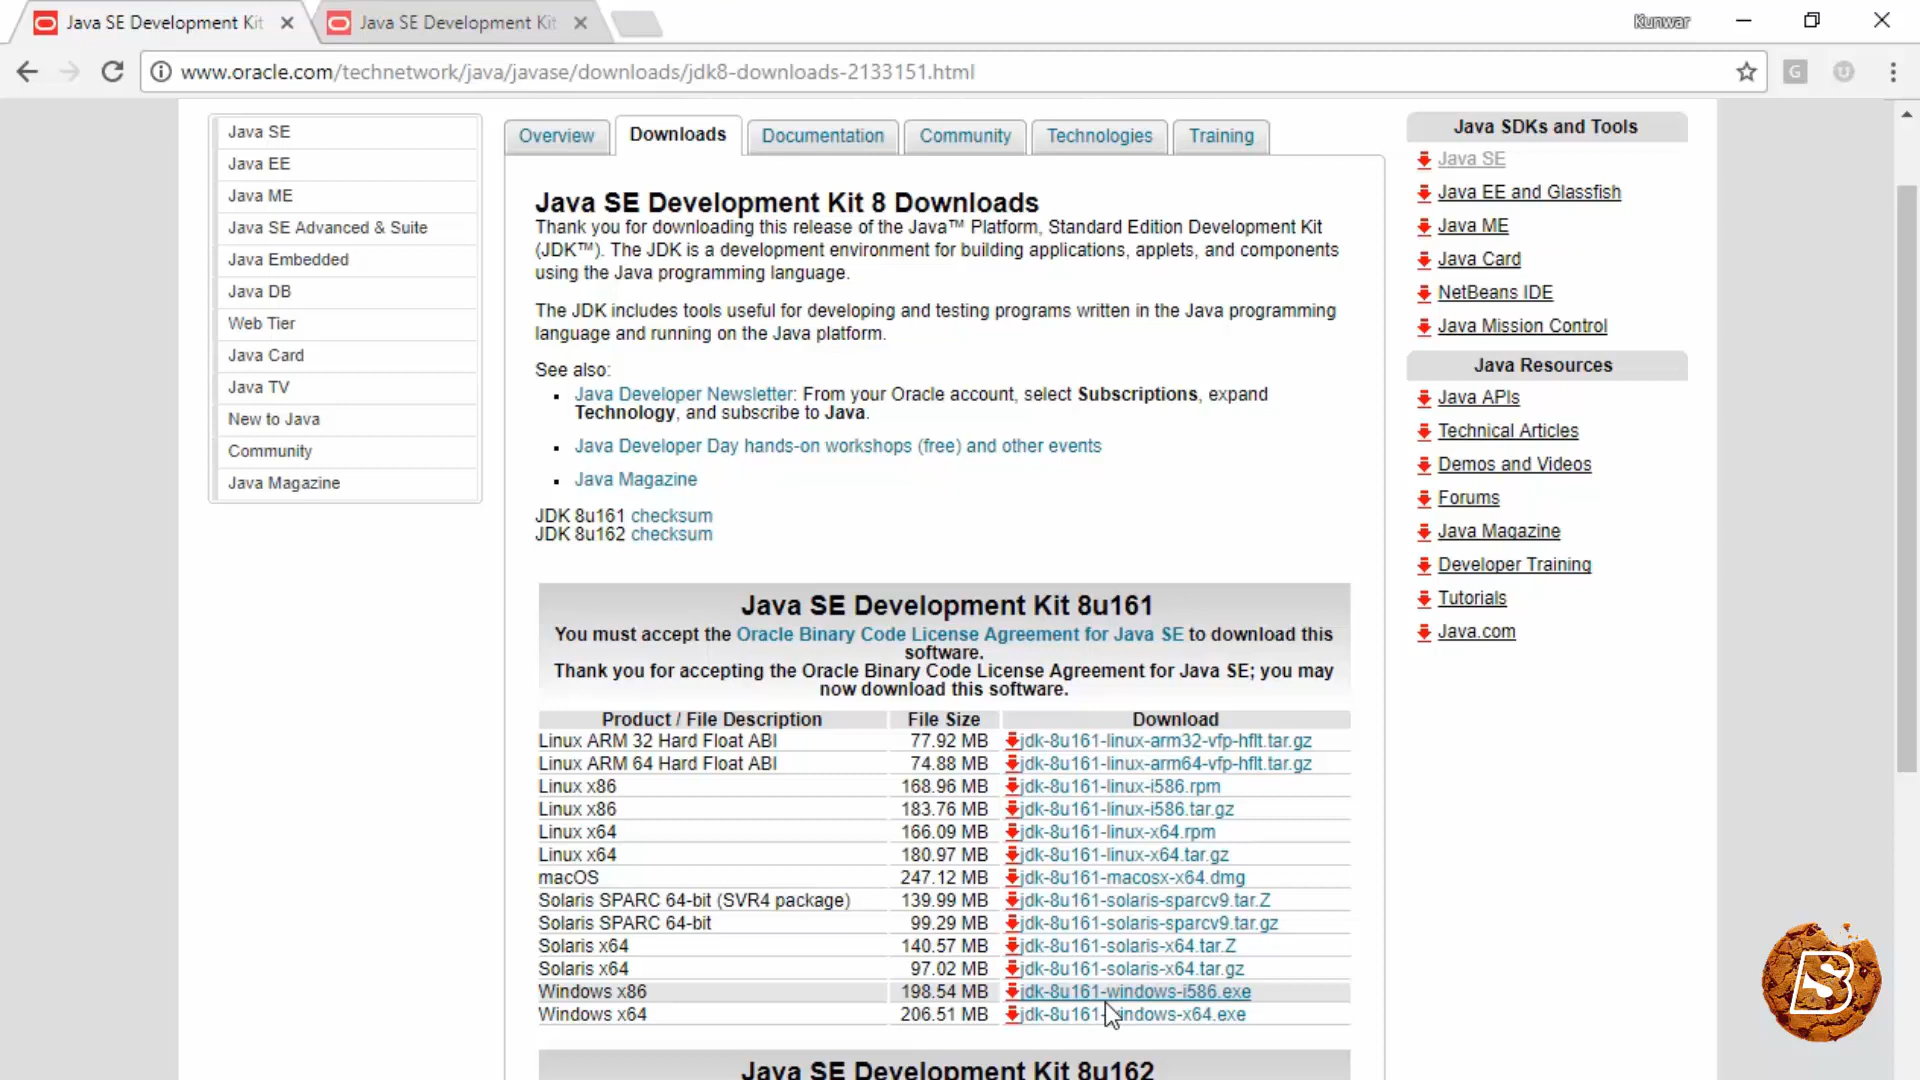 Java SE Development Kit
Java SE Development Kit
Kunwar
www.oracle.com/technetwork/java/javase/downloads/jdk8-downloads-2133151.html
G
Java SE
Java EE
Java ME
Java SE Advanced & Suite
Java Embedded
Java DB
Web Tier
Java Card
Java TV
New to Java
Community
Java Magazine
Overview
Downloads
Documentation
Community
Technologies
Training
Java SE Development Kit 8 Downloads
Thank you for downloading this release of the Java™ Platform, Standard Edition Development Kit
(JDK™). The JDK is a development environment for building applications, applets, and components
using the Java programming language.
The JDK includes tools useful for developing and testing programs written in the Java programming
language and running on the Java platform.
See also:
Java Developer Newsletter: From your Oracle account, select Subscriptions, expand
Technology, and subscribe to Java.
Java Developer Day hands-on workshops (free) and other events
Java Magazine
JDK 8u161 checksum
JDK 8u162 checksum
Java SE Development Kit 8u161
You must accept the Oracle Binary Code License Agreement for Java SE to download this
software.
Thank you for accepting the Oracle Binary Code License Agreement for Java SE; you may
now download this software.
Product / File Description File Size Download
Linux ARM 32 Hard Float ABI 77.92 MB jdk-8u161-linux-arm32-vfp-hflt.tar.gz
Linux ARM 64 Hard Float ABI 74.88 MB jdk-8u161-linux-arm64-vfp-hflt.tar.gz
Linux x86 168.96 MB jdk-8u161-linux-i586.rpm
Linux x86 183.76 MB jdk-8u161-linux-i586.tar.gz
Linux x64 166.09 MB jdk-8u161-linux-x64.rpm
Linux x64 180.97 MB jdk-8u161-linux-x64.tar.gz
macOS 247.12 MB jdk-8u161-macosx-x64.dmg
Solaris SPARC 64-bit (SVR4 package) 139.99 MB jdk-8u161-solaris-sparcv9.tar.Z
Solaris SPARC 64-bit 99.29 MB jdk-8u161-solaris-sparcv9.tar.gz
Solaris x64 140.57 MB jdk-8u161-solaris-x64.tar.Z
Solaris x64 97.02 MB jdk-8u161-solaris-x64.tar.gz
Windows x86 198.54 MB jdk-8u161-windows-i586.exe
Windows x64 206.51 MB jdk-8u161-windows-x64.exe
Java SE Development Kit 8u162
Java SDKs and Tools
Java SE
Java EE and Glassfish
Java ME
Java Card
NetBeans IDE
Java Mission Control
Java Resources
Java APIs
Technical Articles
Demos and Videos
Forums
Java Magazine
Developer Training
Tutorials
Java.com